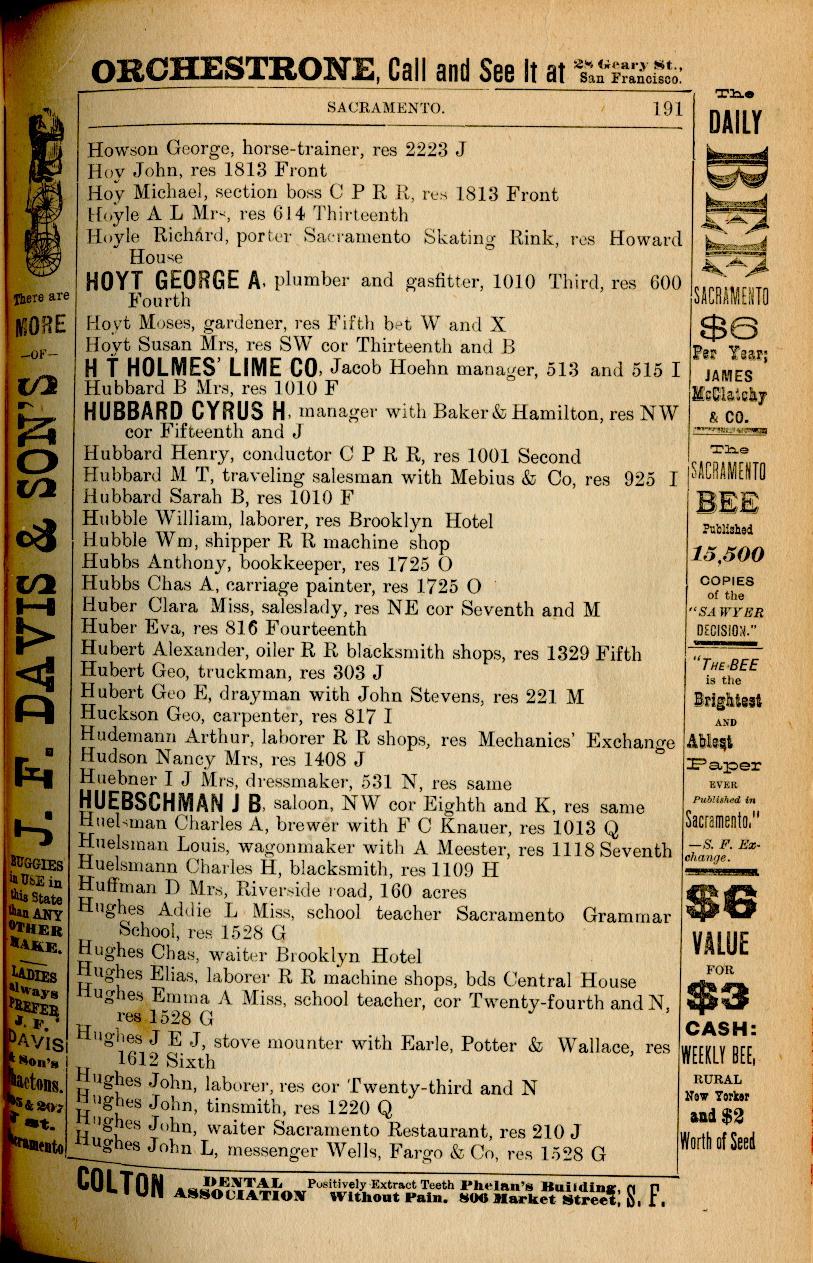 ORCHESTRONE, Call and See It at 28 Geary St., San Francisco.
SACRAMENTO. 191
Howson George, horse-trainer, res 2223 J
Hoy John, res 1813 Front
Hoy Michael, section boss C P R R, res 1813 Front
Hoyle A L Mrs, res 614 Thirteenth
Hoyle Richard, porter Sacramento Skating Rink, res Howard
House
HOYT GEORGE A, plumber and gasfitter, 1010 Third, res 600
Fourth
Hoyt Moses, gardener, res Fifth bet W and X
Hoyt Susan Mrs, res SW cor Thirteenth and B
H T HOLMES' LIME CO, Jacob Hoehn manager, 513 and 515 I
Hubbard B Mrs, res 1010 F
HUBBARD CYRUS H, manager with Baker & Hamilton, res NW
cor Fifteenth and J
Hubbard Henry, conductor C P R R, res 1001 Second
Hubbard M T, traveling salesman with Mebius & Co, res 925 I
Hubbard Sarah B, res 1010 F
Hubble William, laborer, res Brooklyn Hotel
Hubble Wm, shipper R R machine shop
Hubbs Anthony, bookkeeper, res 1725 O
Hubbs Chas A, carriage painter, res 1725 O
Huber Clara Miss, saleslady, res NE cor Seventh and M
Huber Eva, res 816 Fourteenth
Hubert Alexander, oiler R R blacksmith shops, res 1329 Fifth
Hubert Geo, truckman, res 303 J
Hubert Geo E, drayman with John Stevens, res 221 M
Huckson Geo, carpenter, res 817 I
Hudemann Arthur, laborer R R shops, res Mechanics' Exchange
Hudson Nancy Mrs, res 1408 J
Huebner I J Mrs, dressmaker, 531 N, res same
HUEBSCHMAN J B, saloon, NW cor Eighth and K, res same
Huelsman Charles A, brewer with F C Knauer, res 1013 Q
Huelsman Louis, wagonmaker with A Meester, res 1118 Seventh
Huelsmann Charles H, blacksmith, res 1109 H
Huffman D Mrs, Riverside road, 160 acres
Hughes Addie L Miss, school teacher Sacramento Grammar
School, res 1528 G
Hughes Chas, waiter Brooklyn Hotel
Hughes Elias, laborer R R machine shops, bds Central House
Hughes Emma A Miss, school teacher, cor Twenty-fourth and N,
res 1528 G
Hughes J E J, stove mounter with Earle, Potter & Wallace, res
1612 Sixth
Hughes John, laborer, res cor Twenty-third and N
Hughes John, tinsmith, res 1220 Q
Hughes John, waiter Sacramento Restaurant, res 210 J
Hughes John L, messenger Wells, Fargo & Co, res 1528 G
COLTON DENTAL ASSOCIATION Positively Extract Teeth Without Pain. Phelan's Building, 806 Market Street, S. F.
There are
MORE
—OF—
J. F. DAVIS & SON'S
BUGGIES
in USE in
this State
than ANY
OTHER
MAKE.
LADIES
always
PREFER
J. F.
DAVIS
& Son's
& 207
st.
The
DAILY
BEE
SACRAMENTO
$6
Per Year;
JAMES
McClatchy
& CO.
The
SACRAMENTO
BEE
Published
15,500
COPIES
of the
"SAWYER
DECISION."
"THE BEE
is the
Brightest
AND
Ablest
Paper
EVER
Published in
Sacramento."
—S. F. Ex-
change.
$6
VALUE
FOR
$3
CASH:
WEEKLY BEE,
RURAL
New Yorker
and $2
Worth of Seed